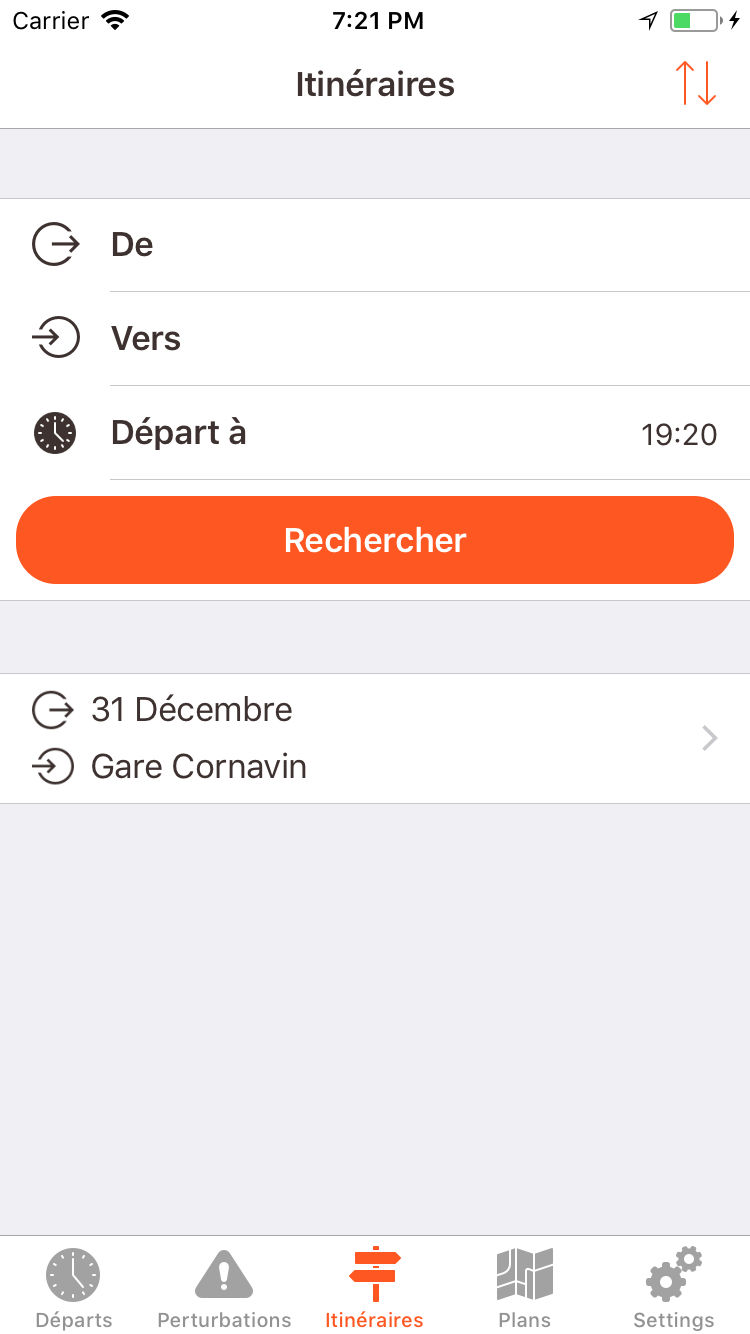 Carrier 7:21 PM
Itinéraires
De
Vers
Départ à 19:20
Rechercher
31 Décembre
Gare Cornavin
Départs Perturbations Itinéraires Plans Settings